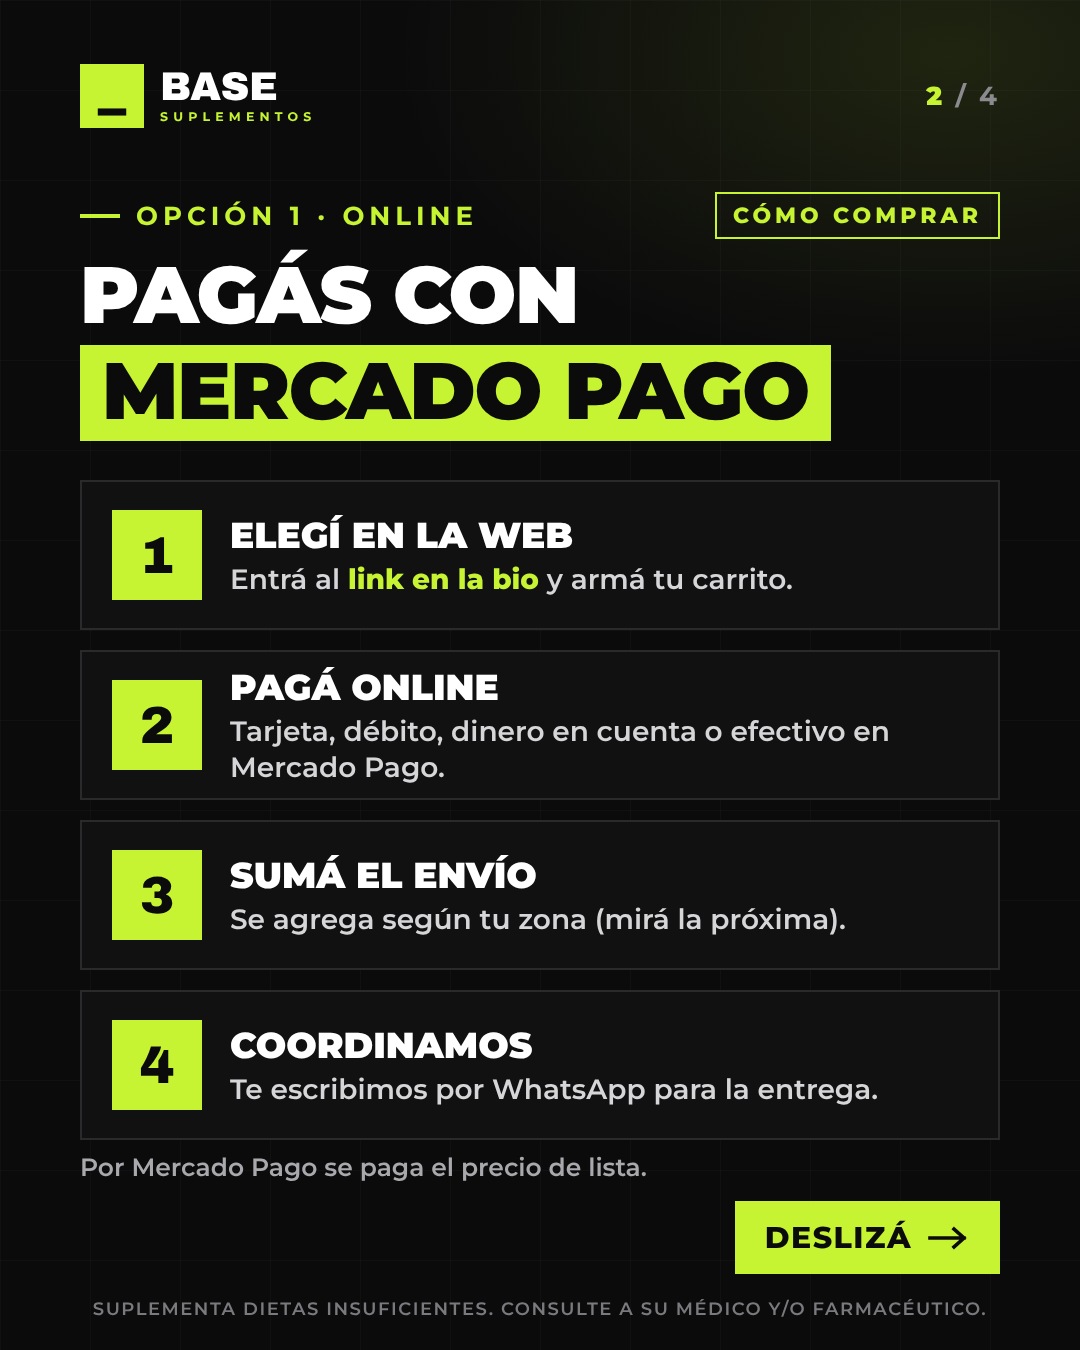 BASE
SUPLEMENTOS
2 / 4
OPCIÓN 1 · ONLINE
CÓMO COMPRAR
PAGÁS CON
MERCADO PAGO
1
ELEGÍ EN LA WEB
Entrá al link en la bio y armá tu carrito.
2
PAGÁ ONLINE
Tarjeta, débito, dinero en cuenta o efectivo en
Mercado Pago.
3
SUMÁ EL ENVÍO
Se agrega según tu zona (mirá la próxima).
4
COORDINAMOS
Te escribimos por WhatsApp para la entrega.
Por Mercado Pago se paga el precio de lista.
DESLIZÁ →
SUPLEMENTA DIETAS INSUFICIENTES. CONSULTE A SU MÉDICO Y/O FARMACÉUTICO.